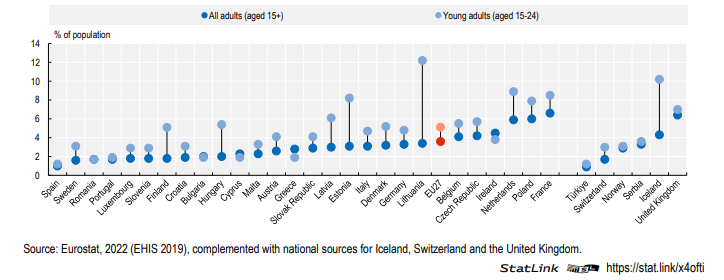 All adults (aged 15+) Young adults (aged 15-24)
% of population
14
12
10
8
6
4
2
0
Spain
Sweden
Romania
Portugal
Luxembourg
Slovenia
Finland
Croatia
Bulgaria
Hungary
Cyprus
Malta
Austria
Greece
Slovak Republic
Latvia
Estonia
Italy
Denmark
Germany
Lithuania
EU27
Belgium
Czech Republic
Ireland
Netherlands
Poland
France
Türkiye
Switzerland
Norway
Serbia
Iceland
United Kingdom
Source: Eurostat, 2022 (EHIS 2019), complemented with national sources for Iceland, Switzerland and the United Kingdom.
StatLink https://stat.link/x4ofti